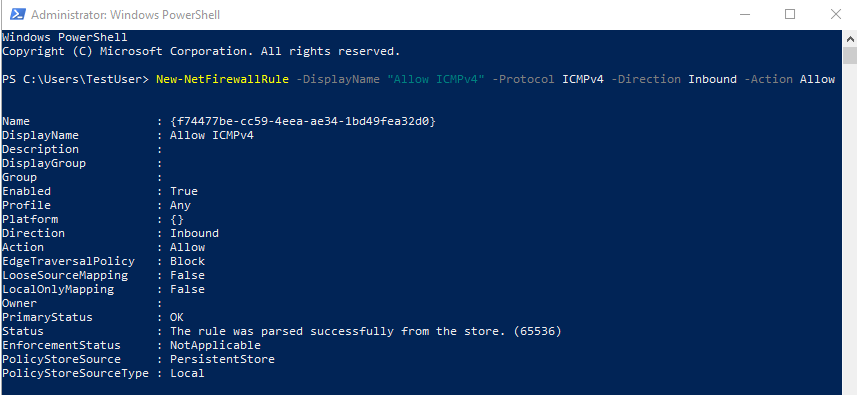 Administrator: Windows PowerShell
Windows PowerShell
Copyright (C) Microsoft Corporation. All rights reserved.
PS C:\Users\TestUser> New-NetFirewallRule -DisplayName "Allow ICMPv4" -Protocol ICMPv4 -Direction Inbound -Action Allow
Name                  : {f74477be-cc59-4eea-ae34-1bd49fea32d0}
DisplayName           : Allow ICMPv4
Description           :
DisplayGroup          :
Group                 :
Enabled               : True
Profile               : Any
Platform              : {}
Direction             : Inbound
Action                : Allow
EdgeTraversalPolicy   : Block
LooseSourceMapping    : False
LocalOnlyMapping      : False
Owner                 :
PrimaryStatus         : OK
Status                : The rule was parsed successfully from the store. (65536)
EnforcementStatus     : NotApplicable
PolicyStoreSource     : PersistentStore
PolicyStoreSourceType : Local